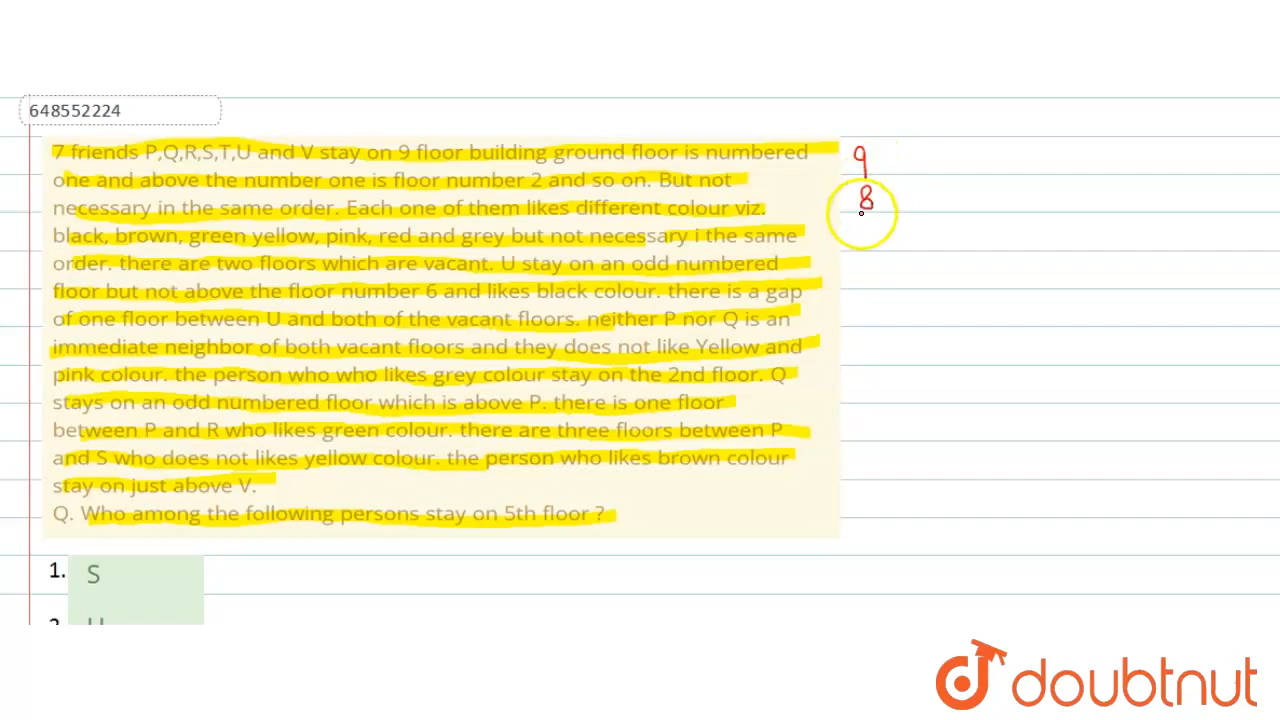 648552224
7 friends P,Q,R,S,T,U and V stay on 9 floor building ground floor is numbered
one and above the number one is floor number 2 and so on. But not
necessary in the same order. Each one of them likes different colour viz.
black, brown, green yellow, pink, red and grey but not necessary i the same
order. there are two floors which are vacant. U stay on an odd numbered
floor but not above the floor number 6 and likes black colour. there is a gap
of one floor between U and both of the vacant floors. neither P nor Q is an
immediate neighbor of both vacant floors and they does not like Yellow and
pink colour. the person who who likes grey colour stay on the 2nd floor. Q
stays on an odd numbered floor which is above P. there is one floor
between P and R who likes green colour. there are three floors between P
and S who does not likes yellow colour. the person who likes brown colour
stay on just above V.
Q. Who among the following persons stay on 5th floor ?
9
8
1. S
doubtnut